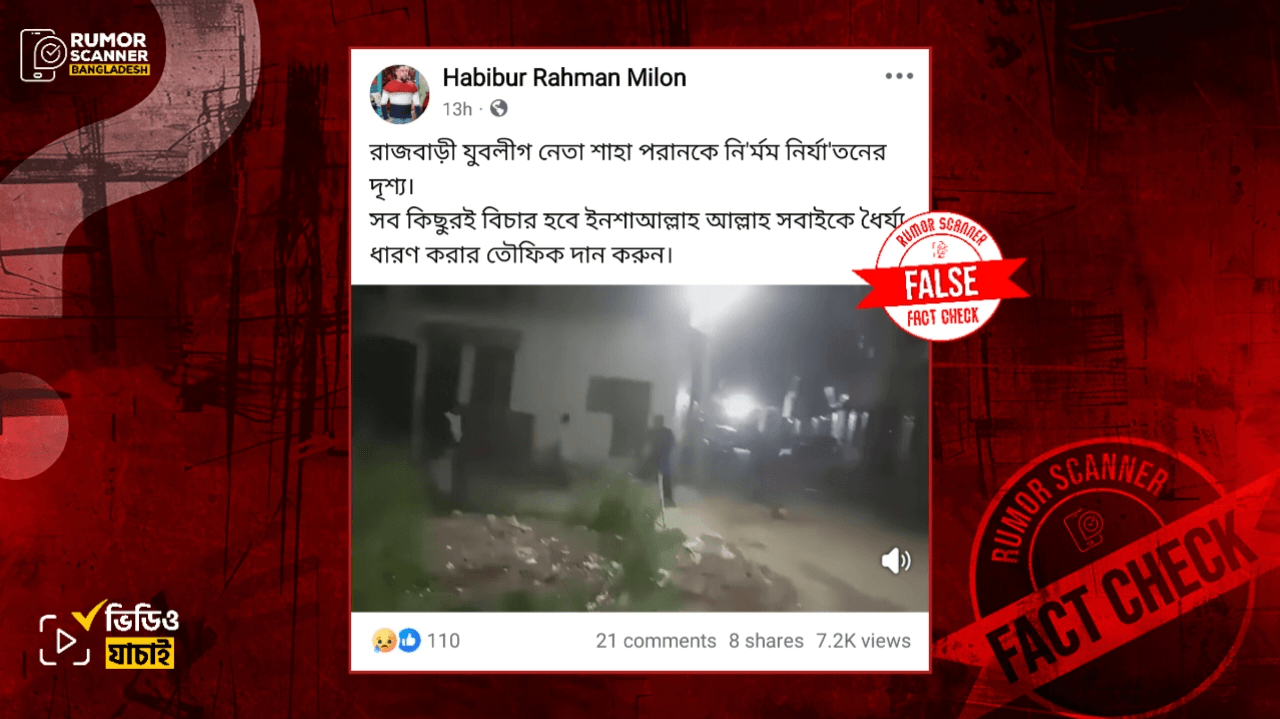 RUMOR
SCANNER
BANGLADESH
Habibur Rahman Milon
13h ·
রাজবাড়ী যুবলীগ নেতা শাহা পরানকে নি'র্মম নির্যা'তনের
দৃশ্য।
সব কিছুরই বিচার হবে ইনশাআল্লাহ আল্লাহ সবাইকে ধৈর্য্য
ধারণ করার তৌফিক দান করুন।
RUMOR SCANNER
FALSE
FACT CHECK
110
21 comments 8 shares 7.2K views
ভিডিও
যাচাই
RUMOR SCANNER
FACT CHECK